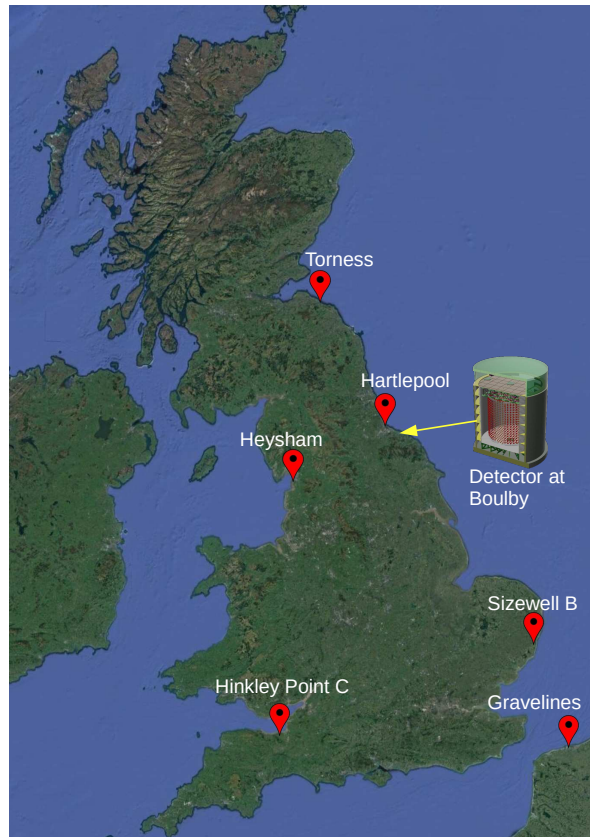 Torness
Hartlepool
Heysham
Detector at
Boulby
Sizewell B
Hinkley Point C
Gravelines